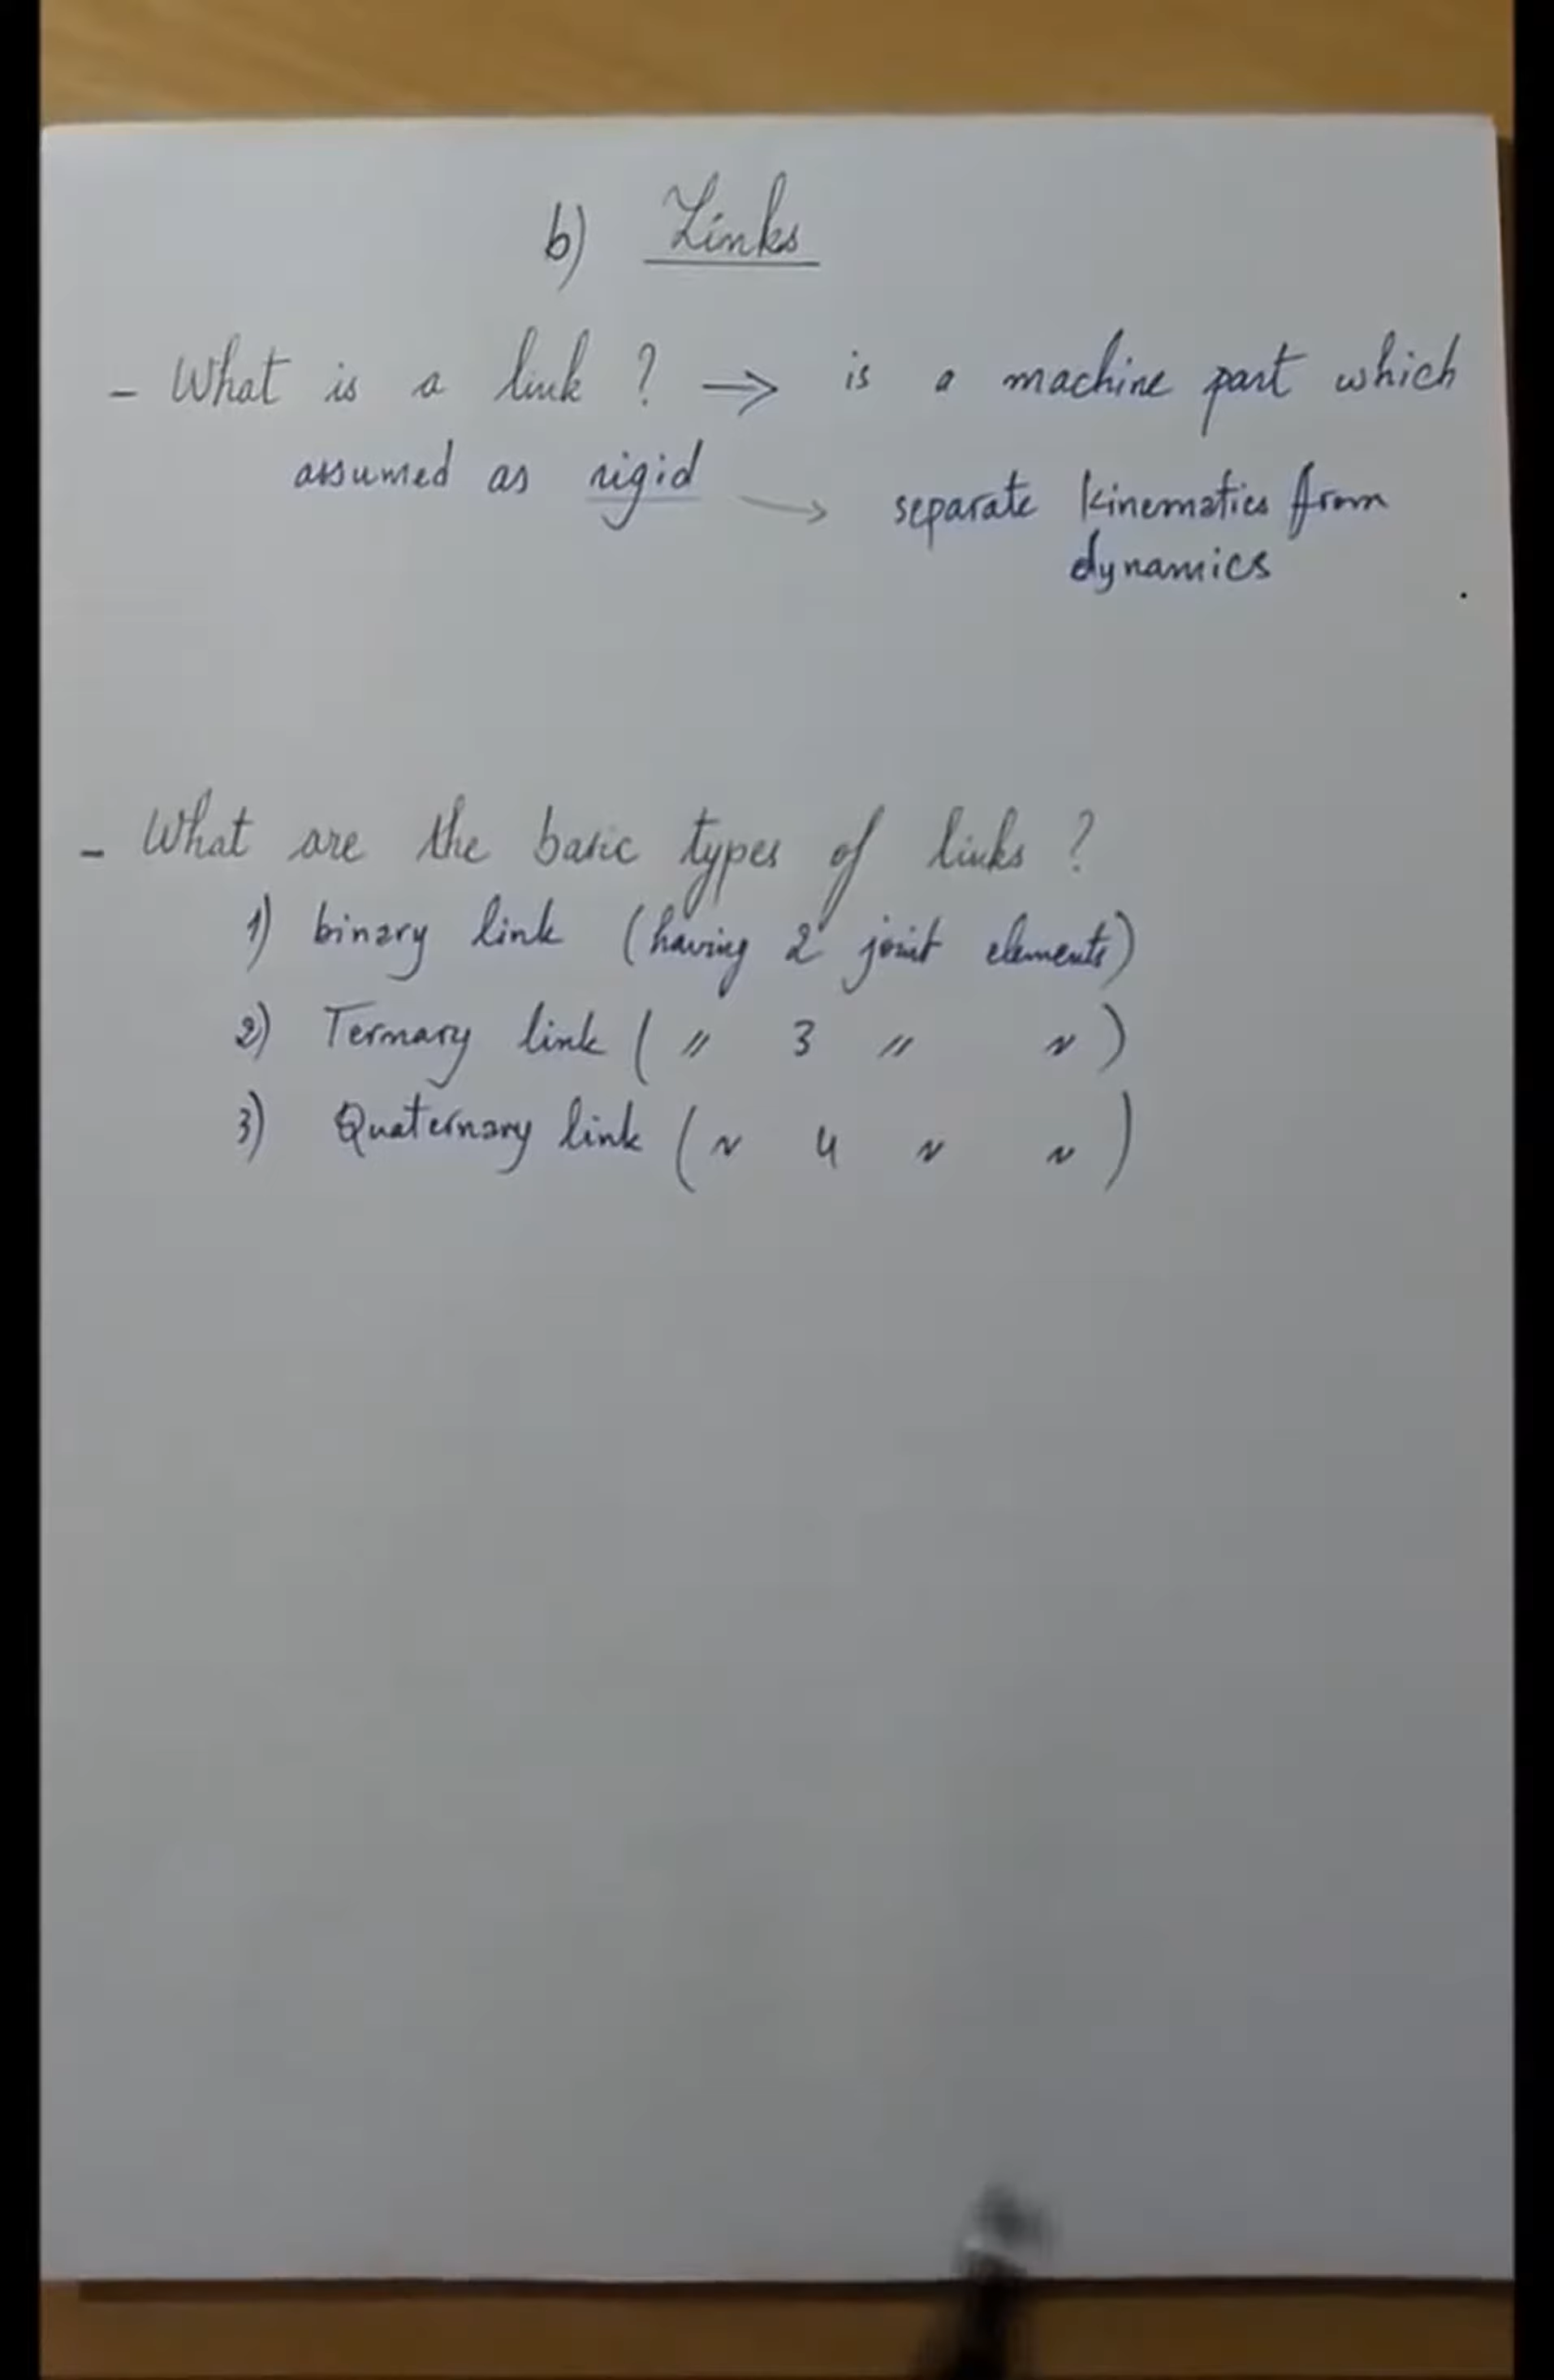 b) Links
- What is a link ? ⇒ is a machine part which
assumed as rigid → separate kinematics from
dynamics
- What are the basic types of links ?
1) binary link (having 2 joint elements)
2) Ternary link ( " 3 " " )
3) Quaternary link ( " 4 " " )